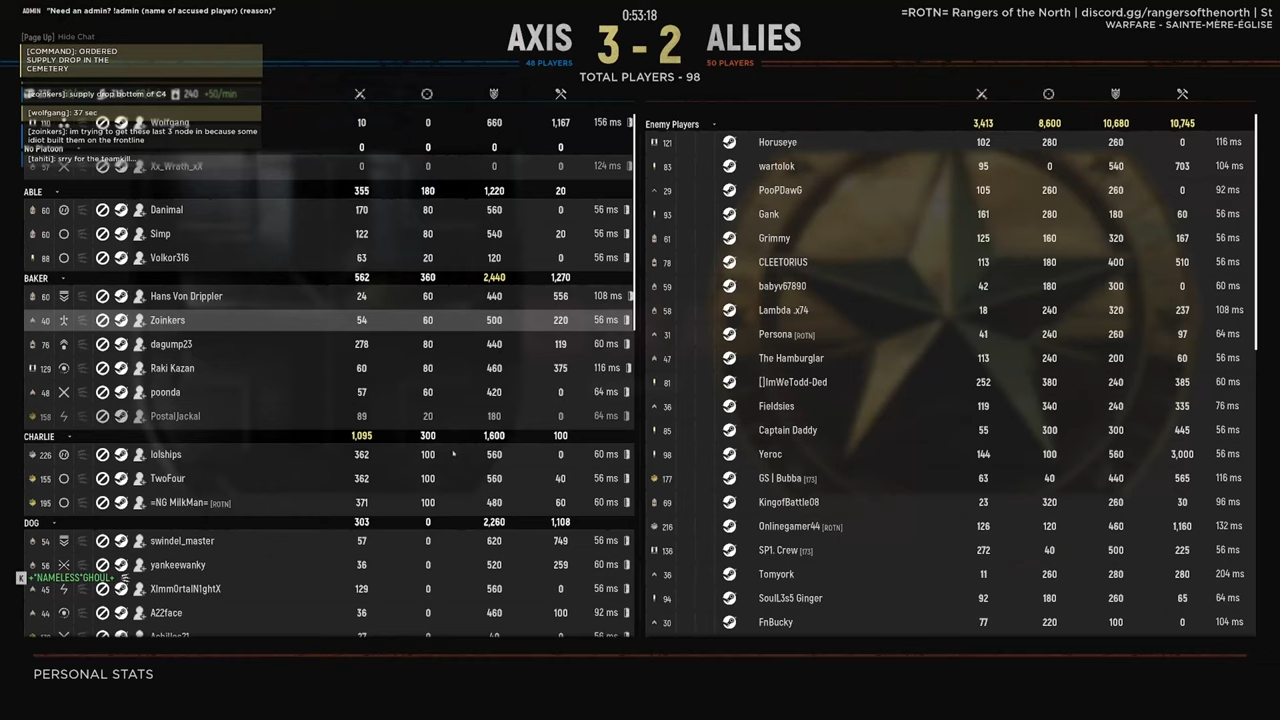 ADMIN "Need an admin? !admin (name of accused player) (reason)"
0:53:18
=ROTN= Rangers of the North | discord.gg/rangersofthenorth | St
WARFARE - SAINTE-MÈRE-ÉGLISE
AXIS 3 - 2 ALLIES
48 PLAYERS 50 PLAYERS
TOTAL PLAYERS - 98
[Page Up] Hide Chat
[COMMAND]: ORDERED
SUPPLY DROP IN THE
CEMETERY
[zoinkers]: supply drop bottom of C4
240 +50/min
[wolfgang]: 37 sec
110 Wolfgang 10 0 660 1,167 156 ms
[zoinkers]: im trying to get these last 3 node in because some
idiot built them on the frontline
No Platoon 0 0 0 0
[tahiti]: srry for the teamkill...
57 Xx_Wrath_xX 0 0 0 0 124 ms
ABLE 355 180 1,220 20
60 Danimal 170 80 560 0 56 ms
60 Simp 122 80 540 20 56 ms
88 Volkor316 63 20 120 0 56 ms
BAKER 562 360 2,440 1,270
60 Hans Von Drippler 24 60 440 556 108 ms
40 Zoinkers 54 60 500 220 56 ms
76 dagump23 278 80 440 119 60 ms
129 Raki Kazan 60 80 460 375 116 ms
48 poonda 57 60 420 0 64 ms
158 PostalJackal 89 20 180 0 64 ms
CHARLIE 1,095 300 1,600 100
226 lolships 362 100 560 0 60 ms
155 TwoFour 362 100 560 40 56 ms
195 =NG MilkMan= [ROTN] 371 100 480 60 60 ms
DOG 303 0 2,260 1,108
54 swindel_master 57 0 620 749 56 ms
56 yankeewanky 36 0 520 259 60 ms
K +*NAMELESS*GHOUL+
45 XImm0rtalN1ghtX 129 0 560 0 56 ms
44 A22face 36 0 460 100 92 ms
Achilles21 27 0 40 0 56 ms
Enemy Players - 3,413 8,600 10,680 10,745
121 Horuseye 102 280 260 0 116 ms
83 wartolok 95 0 540 703 104 ms
29 PooPDawG 105 260 260 0 92 ms
93 Gank 161 280 180 60 56 ms
61 Grimmy 125 160 320 167 56 ms
78 CLEETORIUS 113 180 400 510 56 ms
59 babyv67890 42 180 300 0 60 ms
58 Lambda .x74 18 240 320 237 108 ms
31 Persona [ROTN] 41 240 260 97 64 ms
47 The Hamburglar 113 240 200 60 56 ms
81 []ImWeTodd-Ded 252 380 240 385 60 ms
36 Fieldsies 119 340 240 335 76 ms
85 Captain Daddy 55 300 300 445 56 ms
98 Yeroc 144 100 560 3,000 56 ms
177 GS | Bubba [173] 63 40 440 565 116 ms
69 KingofBattle08 23 320 260 30 96 ms
216 Onlinegamer44 [ROTN] 126 120 460 1,160 132 ms
136 SP1. Crew [173] 272 40 500 225 56 ms
36 Tomyork 11 260 280 280 204 ms
94 SoulL3s5 Ginger 92 180 260 65 64 ms
30 FnBucky 77 220 100 0 104 ms
PERSONAL STATS